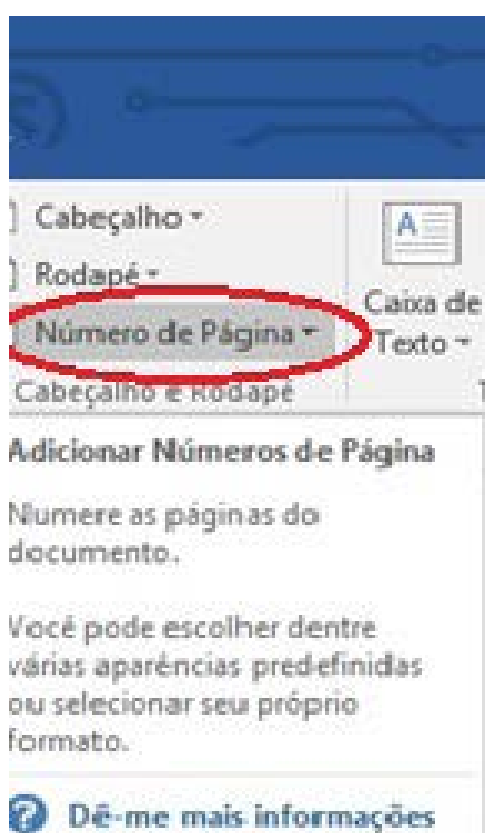 Cabeçalho
Rodapé
Número de Página
A
Caixa de
Texto
Cabeçalho e Rodapé
Adicionar Números de Página
Numere as páginas do
documento.
Você pode escolher dentre
várias aparências predefinidas
ou selecionar seu próprio
formato.
? Dê-me mais informações